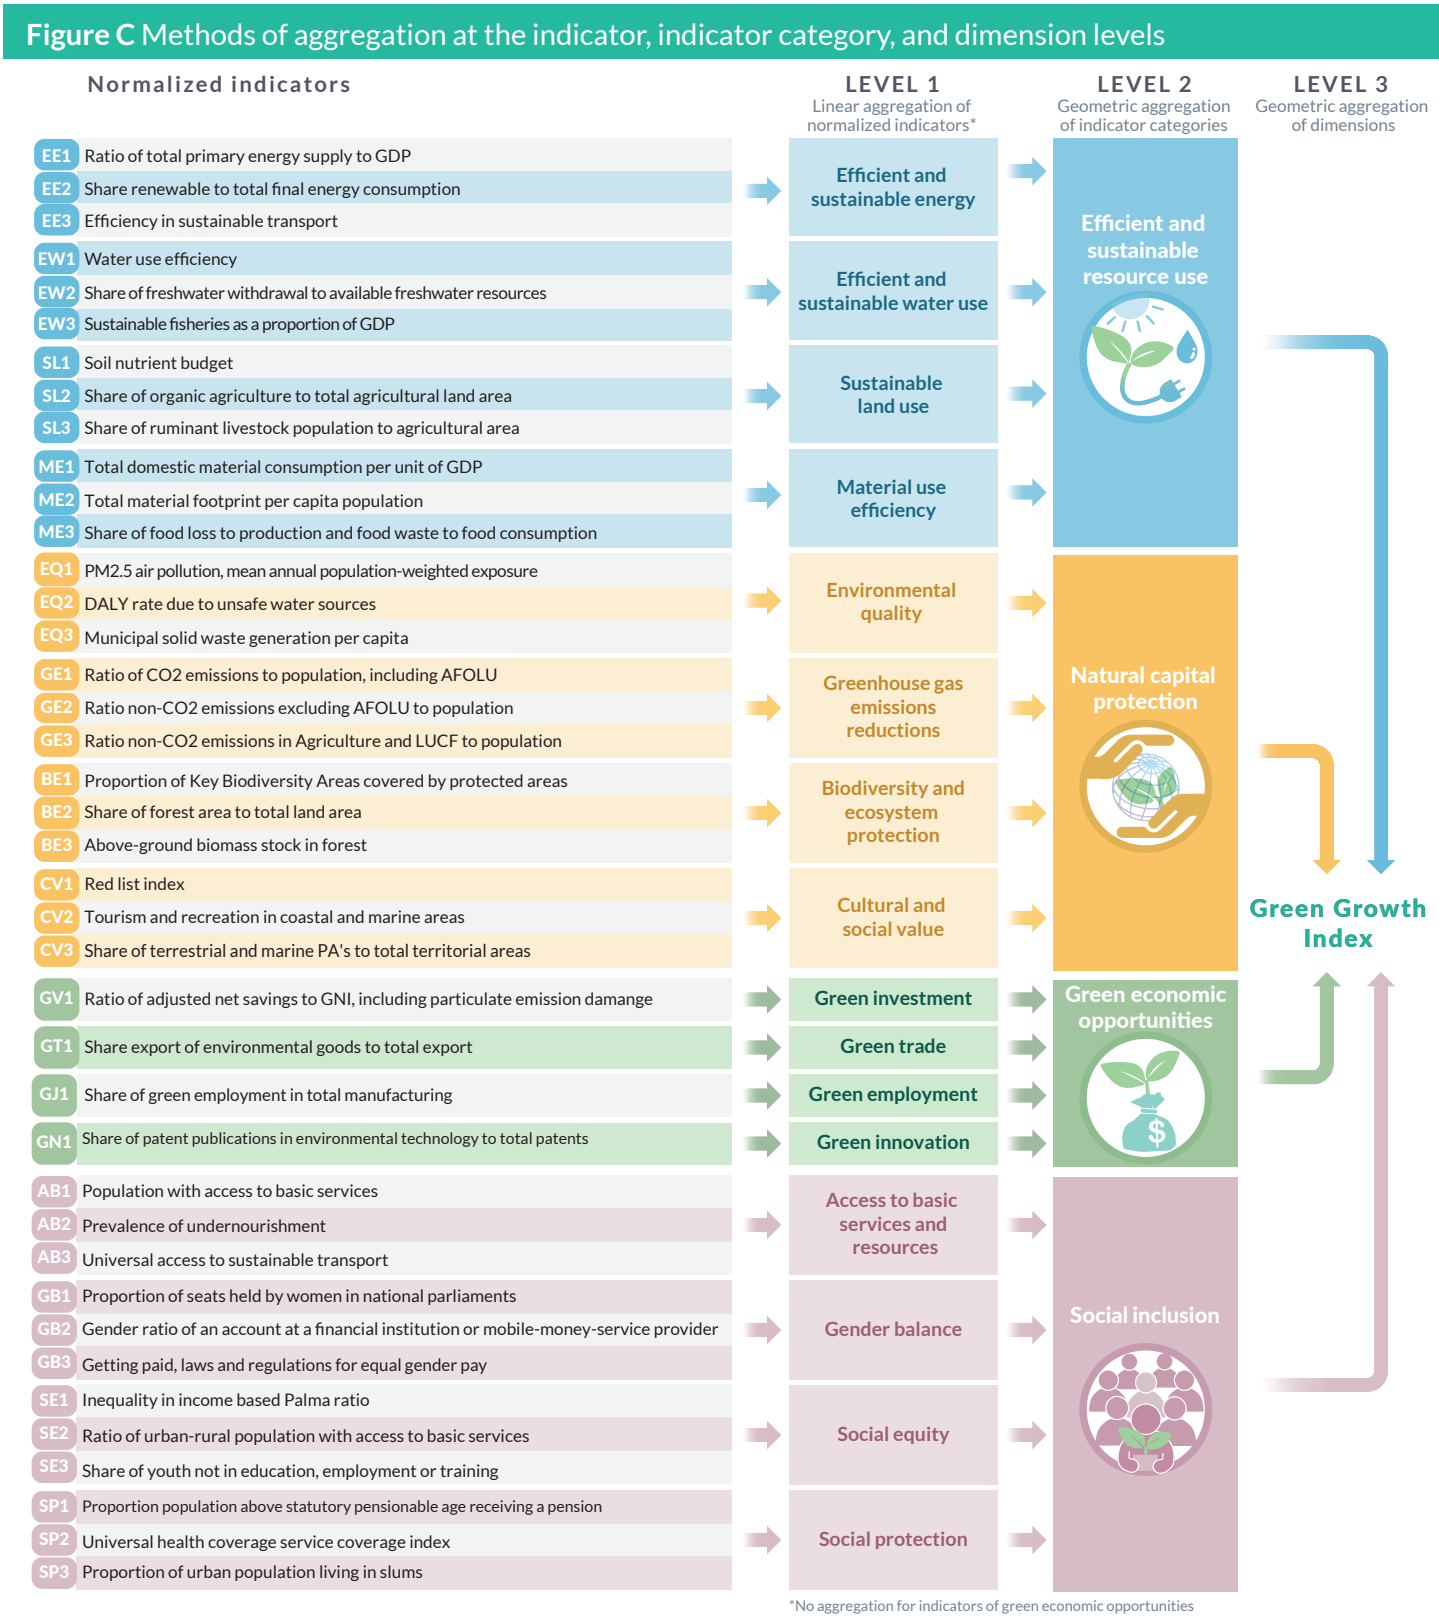 Figure C Methods of aggregation at the indicator, indicator category, and dimension levels
Normalized indicators
LEVEL 1
Linear aggregation of
normalized indicators*
LEVEL 2
Geometric aggregation
of indicator categories
LEVEL 3
Geometric aggregation
of dimensions
EE1 Ratio of total primary energy supply to GDP
EE2 Share renewable to total final energy consumption
EE3 Efficiency in sustainable transport
EW1 Water use efficiency
EW2 Share of freshwater withdrawal to available freshwater resources
EW3 Sustainable fisheries as a proportion of GDP
SL1 Soil nutrient budget
SL2 Share of organic agriculture to total agricultural land area
SL3 Share of ruminant livestock population to agricultural area
ME1 Total domestic material consumption per unit of GDP
ME2 Total material footprint per capita population
ME3 Share of food loss to production and food waste to food consumption
EQ1 PM2.5 air pollution, mean annual population-weighted exposure
EQ2 DALY rate due to unsafe water sources
EQ3 Municipal solid waste generation per capita
GE1 Ratio of CO2 emissions to population, including AFOLU
GE2 Ratio non-CO2 emissions excluding AFOLU to population
GE3 Ratio non-CO2 emissions in Agriculture and LUCF to population
BE1 Proportion of Key Biodiversity Areas covered by protected areas
BE2 Share of forest area to total land area
BE3 Above-ground biomass stock in forest
CV1 Red list index
CV2 Tourism and recreation in coastal and marine areas
CV3 Share of terrestrial and marine PA's to total territorial areas
GV1 Ratio of adjusted net savings to GNI, including particulate emission damange
GT1 Share export of environmental goods to total export
GJ1 Share of green employment in total manufacturing
GN1 Share of patent publications in environmental technology to total patents
AB1 Population with access to basic services
AB2 Prevalence of undernourishment
AB3 Universal access to sustainable transport
GB1 Proportion of seats held by women in national parliaments
GB2 Gender ratio of an account at a financial institution or mobile-money-service provider
GB3 Getting paid, laws and regulations for equal gender pay
SE1 Inequality in income based Palma ratio
SE2 Ratio of urban-rural population with access to basic services
SE3 Share of youth not in education, employment or training
SP1 Proportion population above statutory pensionable age receiving a pension
SP2 Universal health coverage service coverage index
SP3 Proportion of urban population living in slums
Efficient and
sustainable energy
Efficient and
sustainable water use
Sustainable
land use
Material use
efficiency
Environmental
quality
Greenhouse gas
emissions
reductions
Biodiversity and
ecosystem
protection
Cultural and
social value
Green investment
Green trade
Green employment
Green innovation
Access to basic
services and
resources
Gender balance
Social equity
Social protection
Efficient and
sustainable
resource use
Natural capital
protection
Green economic
opportunities
$
Social inclusion
Green Growth
Index
*No aggregation for indicators of green economic opportunities